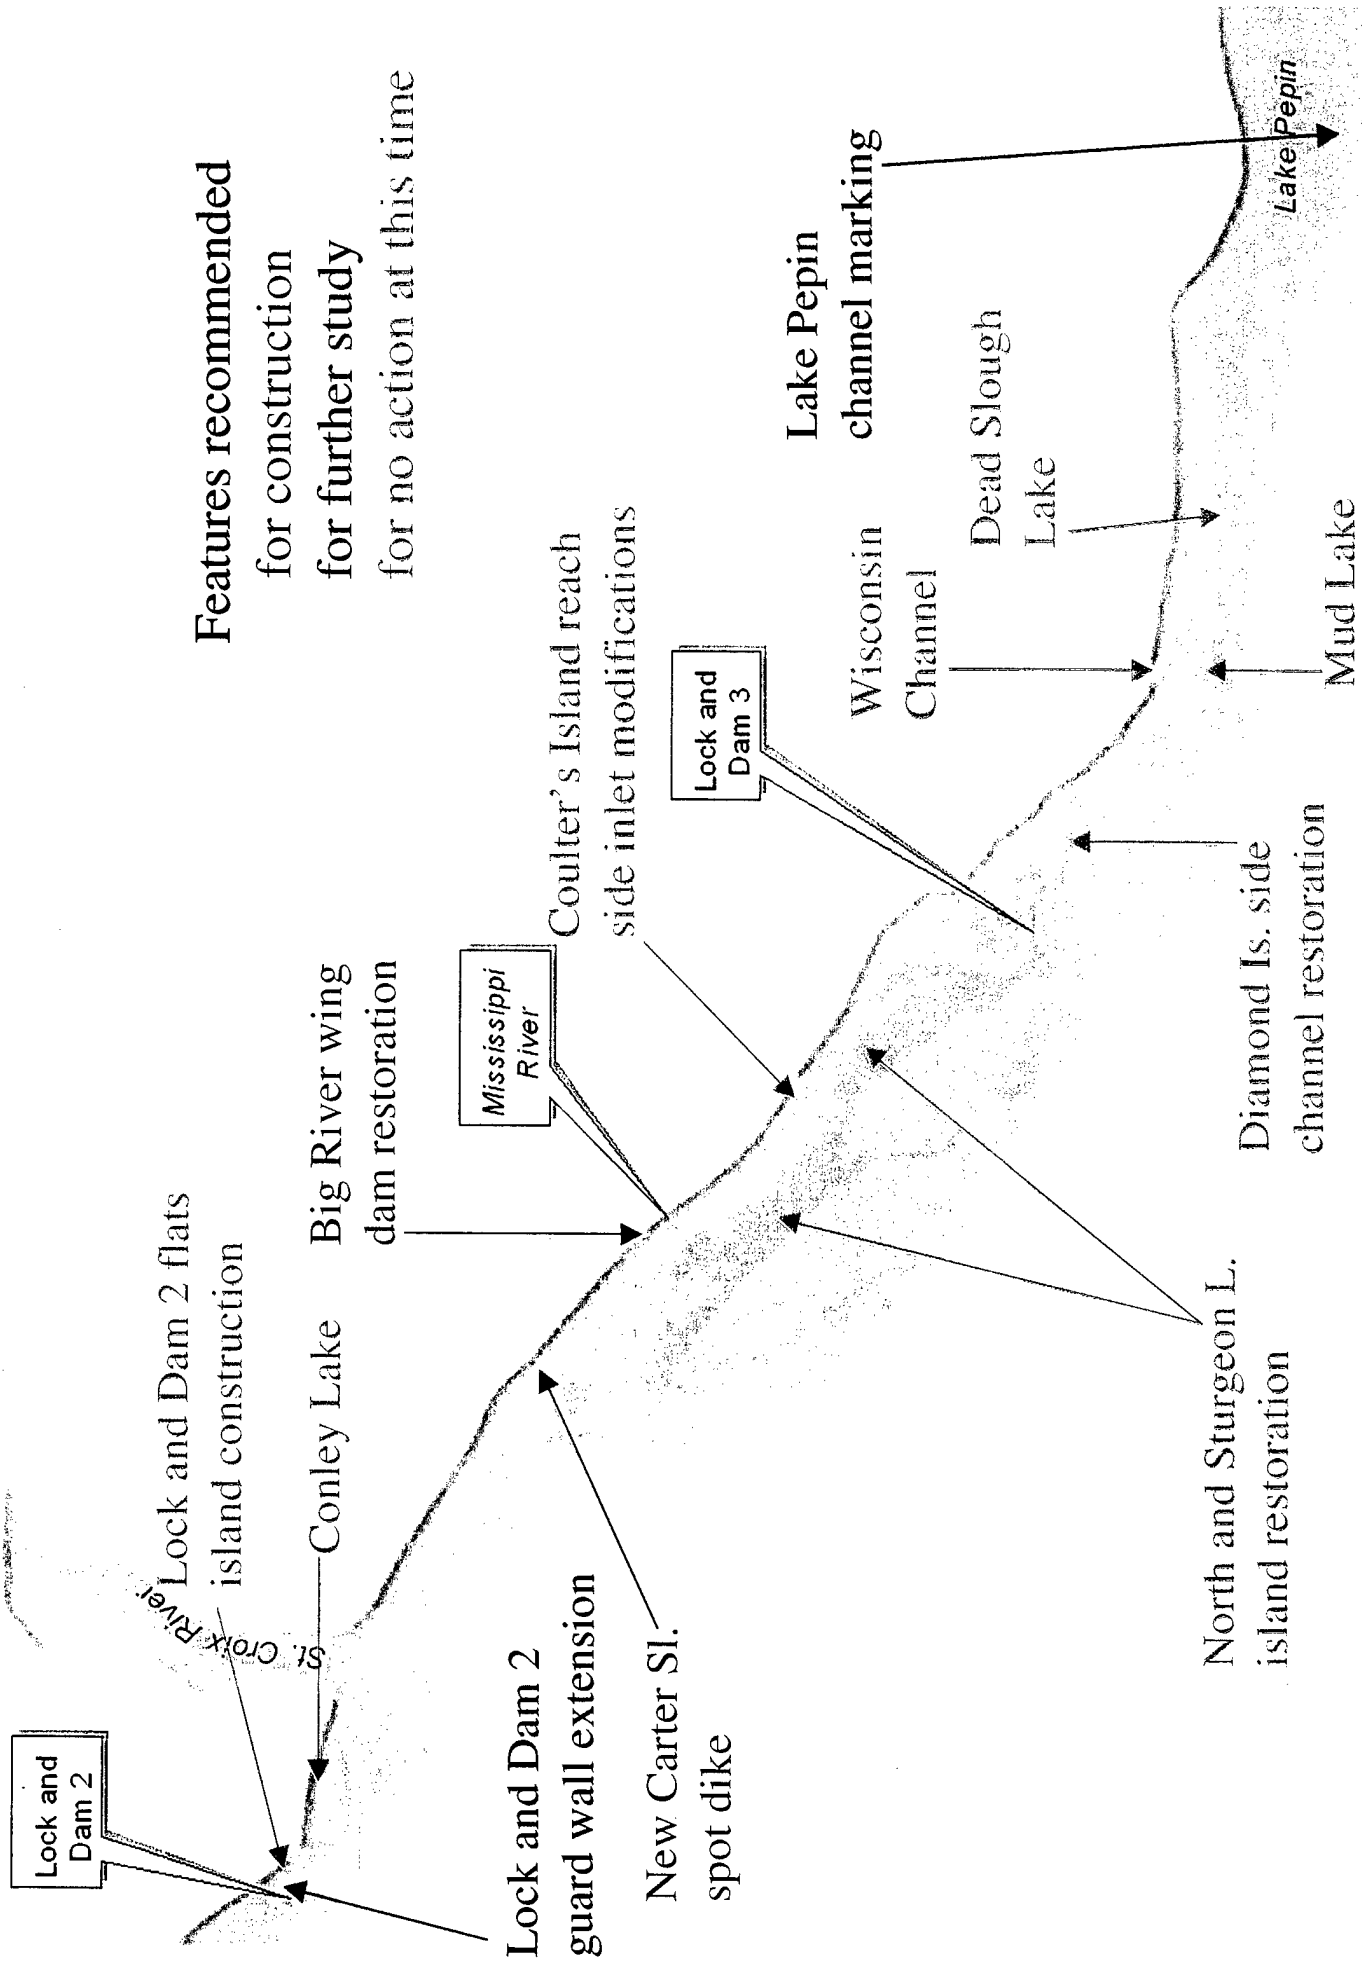 Features recommended
for construction
for further study
for no action at this time
Lock and
Dam 2
St. Croix River
Lock and Dam 2 flats
island construction
Conley Lake
Big River wing
dam restoration
Mississippi
River
Coulter's Island reach
side inlet modifications
Lock and
Dam 3
Lake Pepin
channel marking
Wisconsin
Channel
Dead Slough
Lake
Lake Pepin
Lock and Dam 2
guard wall extension
New Carter Sl.
spot dike
North and Sturgeon L.
island restoration
Diamond Is. side
channel restoration
Mud Lake